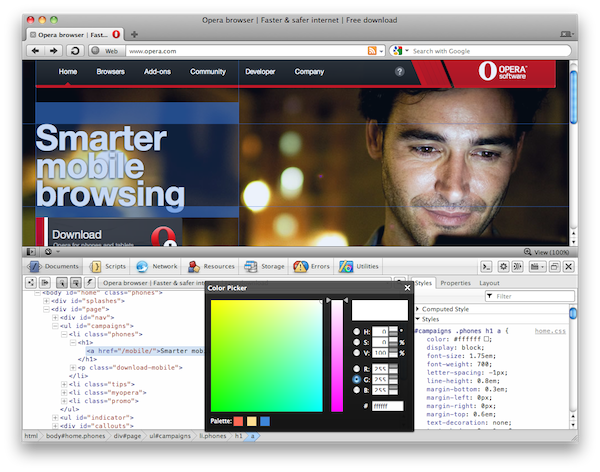 Opera browser | Faster & safer internet | Free download
Opera browser | Fast...
Web www.opera.com Search with Google
Home Browsers Add-ons Community Developer Company ? OPERA software
Smarter
mobile
browsing
Download
Opera for phones and tablets
View (100%)
Documents Scripts Network Resources Storage Errors Utilities
Opera browser | Faster & safer inter
Styles Properties Layout
Filter
<body id="home" class="phones">
<div id="splashes">
<div id="page">
<div id="nav">
<ul id="campaigns">
<li class="phones">
<h1>
<a href="/mobile/">Smarter mobi
</h1>
<p class="download-mobile">
<li class="tips">
<li class="myopera">
<li class="promo">
</ul>
<ul id="indicator">
<div id="callouts">
Color Picker
H: 0 °
S: 0 %
V: 100 %
R: 255
G: 255
B: 255
# ffffff
Palette:
Computed Style
Styles
#campaigns .phones h1 a { home.css
color: #ffffff;
display: block;
font-size: 1.75em;
font-weight: 700;
letter-spacing: -1px;
line-height: 0.8em;
margin-bottom: 0.3em;
margin-left: 0px;
margin-right: 0px;
margin-top: 0.6em;
text-decoration: none;
html body#home.phones div#page ul#campaigns li.phones h1 a